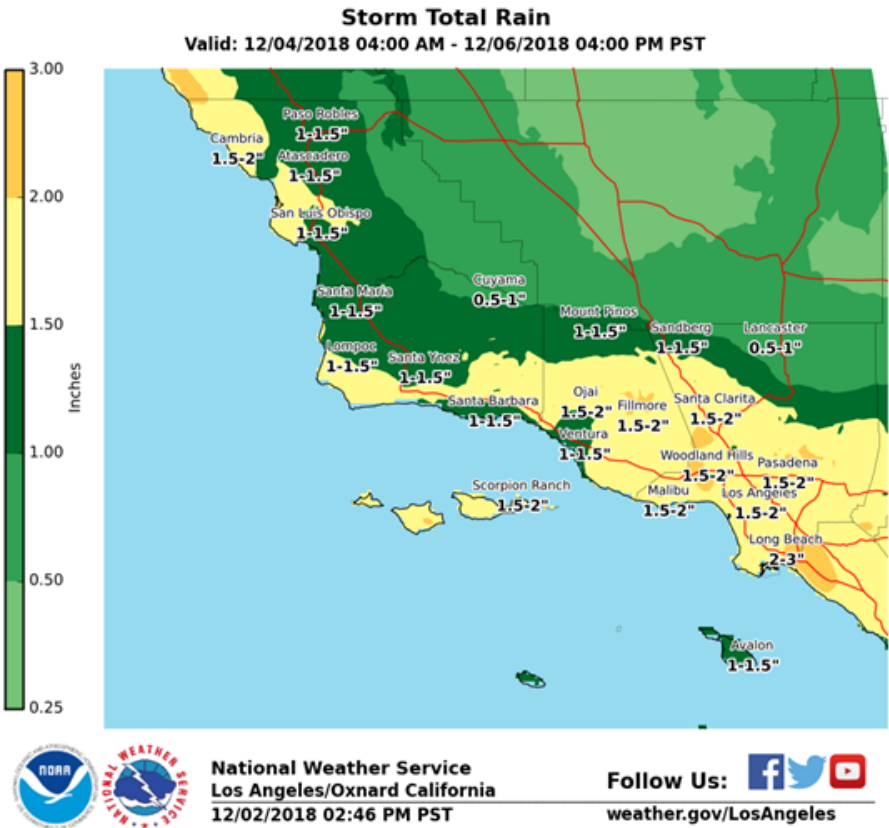 Storm Total Rain
Valid: 12/04/2018 04:00 AM - 12/06/2018 04:00 PM PST
3.00
2.00
1.50
1.00
0.50
0.25
Inches
Paso Robles
1-1.5"
Cambria
1.5-2"
Atascadero
1-1.5"
San Luis Obispo
1-1.5"
Cuyama
0.5-1"
Santa Maria
1-1.5"
Mount Pinos
1-1.5"
Sandberg
1-1.5"
Lancaster
0.5-1"
Lompoc
1-1.5"
Santa Ynez
1-1.5"
Santa Barbara
1-1.5"
Ojai
1.5-2"
Fillmore
1.5-2"
Santa Clarita
1.5-2"
Ventura
1-1.5"
Woodland Hills
1.5-2"
Pasadena
1.5-2"
Scorpion Ranch
1.5-2"
Malibu
1.5-2"
Los Angeles
1.5-2"
Long Beach
2-3"
Avalon
1-1.5"
NOAA
NATIONAL WEATHER SERVICE
National Weather Service
Los Angeles/Oxnard California
12/02/2018 02:46 PM PST
Follow Us:
weather.gov/LosAngeles